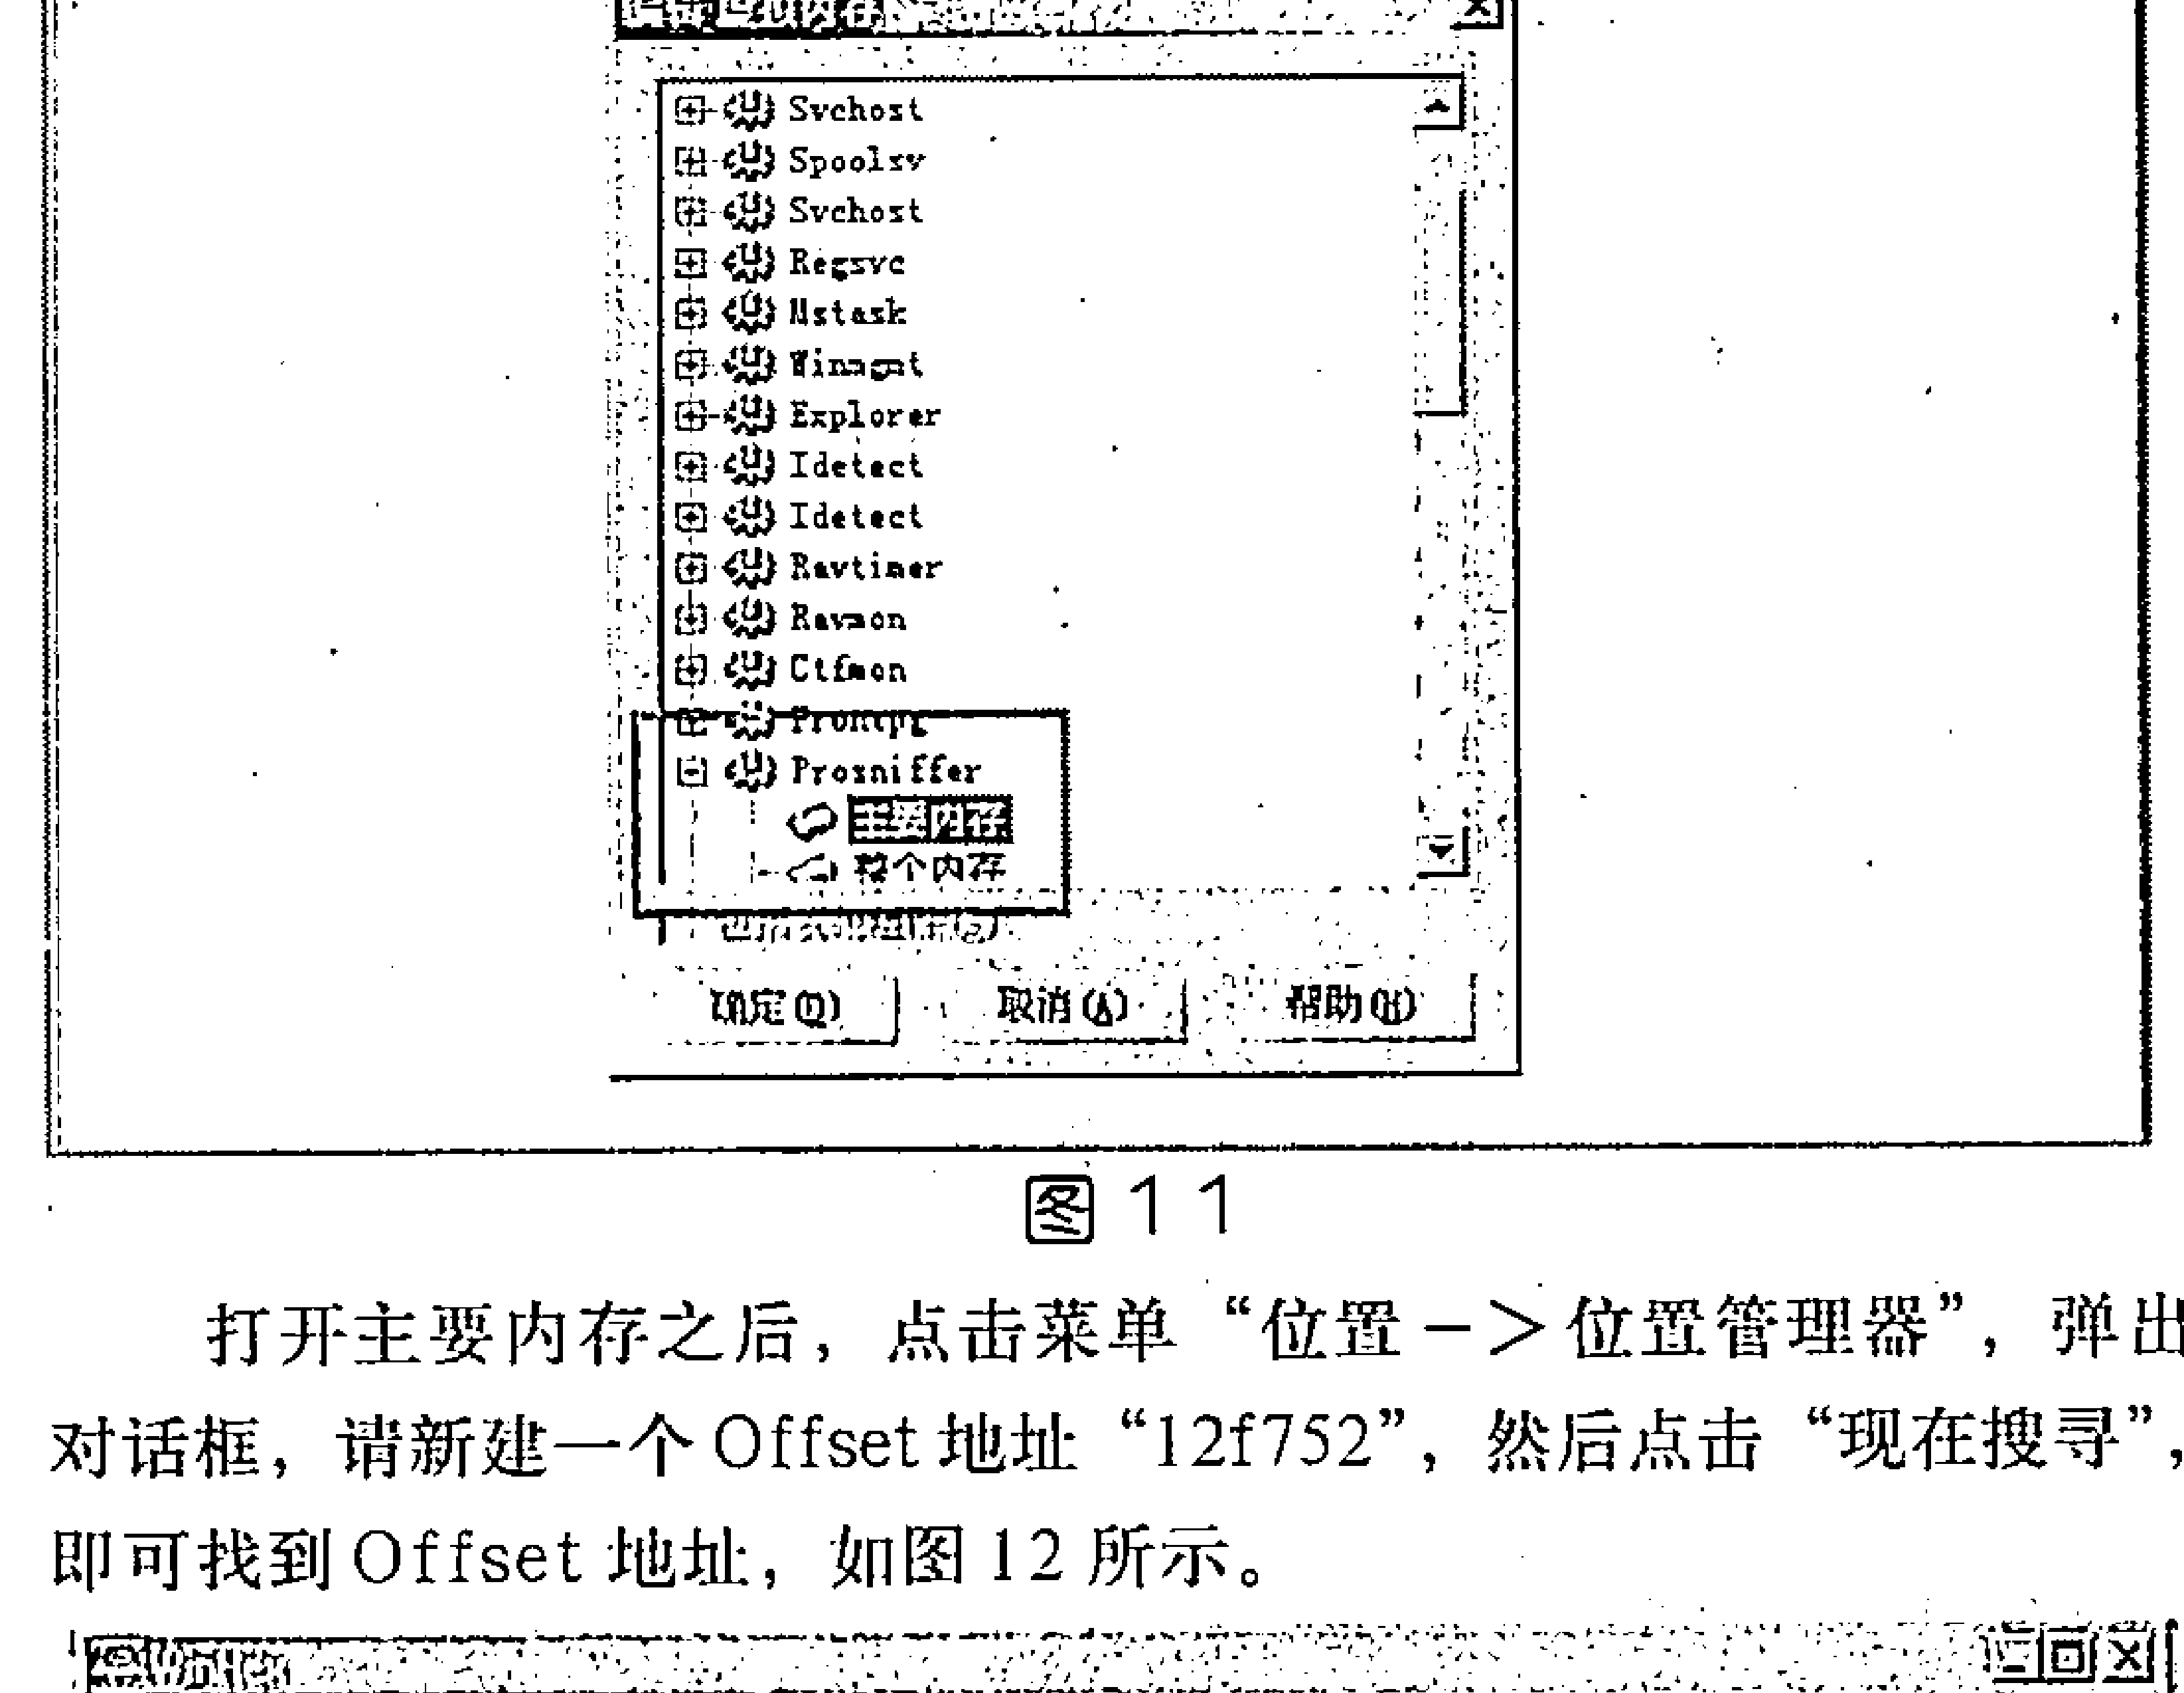 Svchost
Spoolsv
Svchost
Regsvc
Mstask
Winmgmt
Explorer
Idetect
Idetect
Ravtimer
Ravmon
Ctfmon
Prosniffer
主要内存
整个内存
确定(O) 取消(A) 帮助(H)
图11
打开主要内存之后，点击菜单“位置－＞位置管理器”，弹出
对话框，请新建一个Offset地址“12f752”，然后点击“现在搜寻”，
即可找到Offset地址，如图12所示。